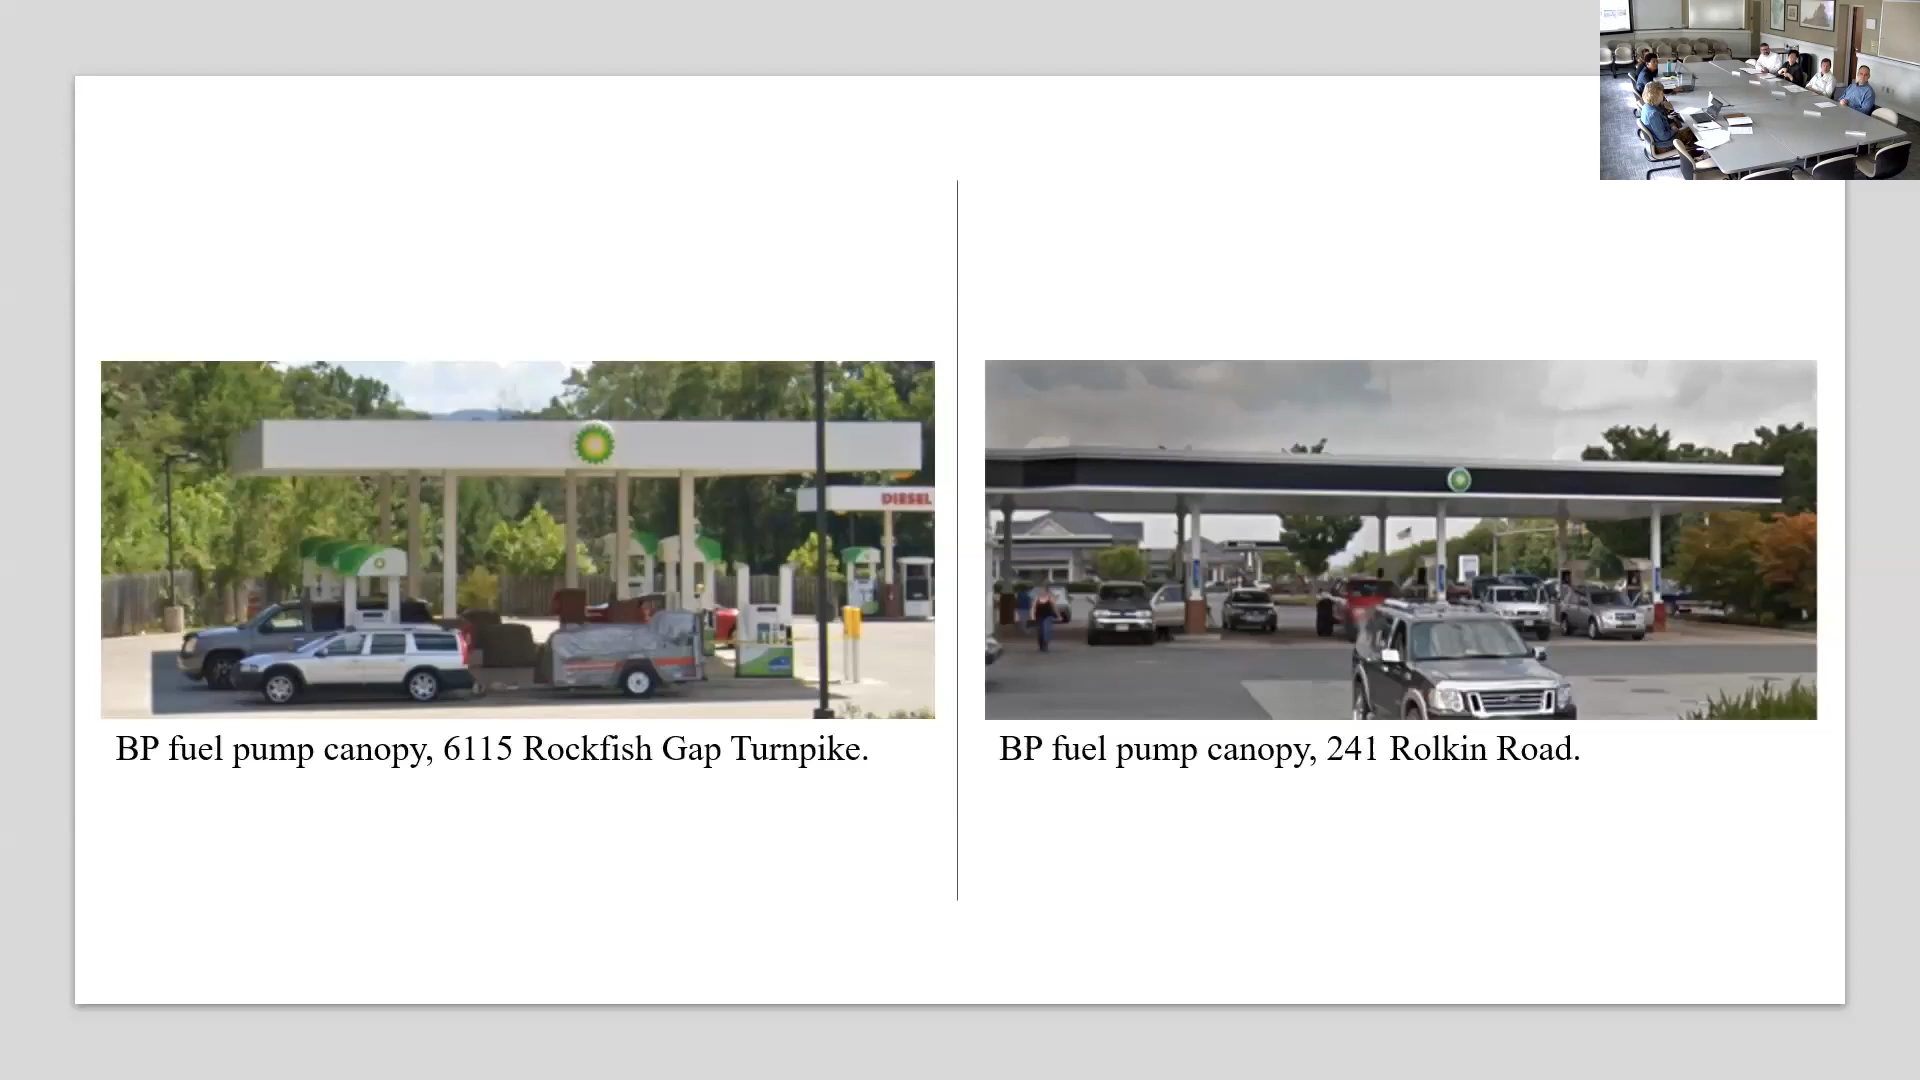 DIESEL
BP fuel pump canopy, 6115 Rockfish Gap Turnpike.
BP fuel pump canopy, 241 Rolkin Road.